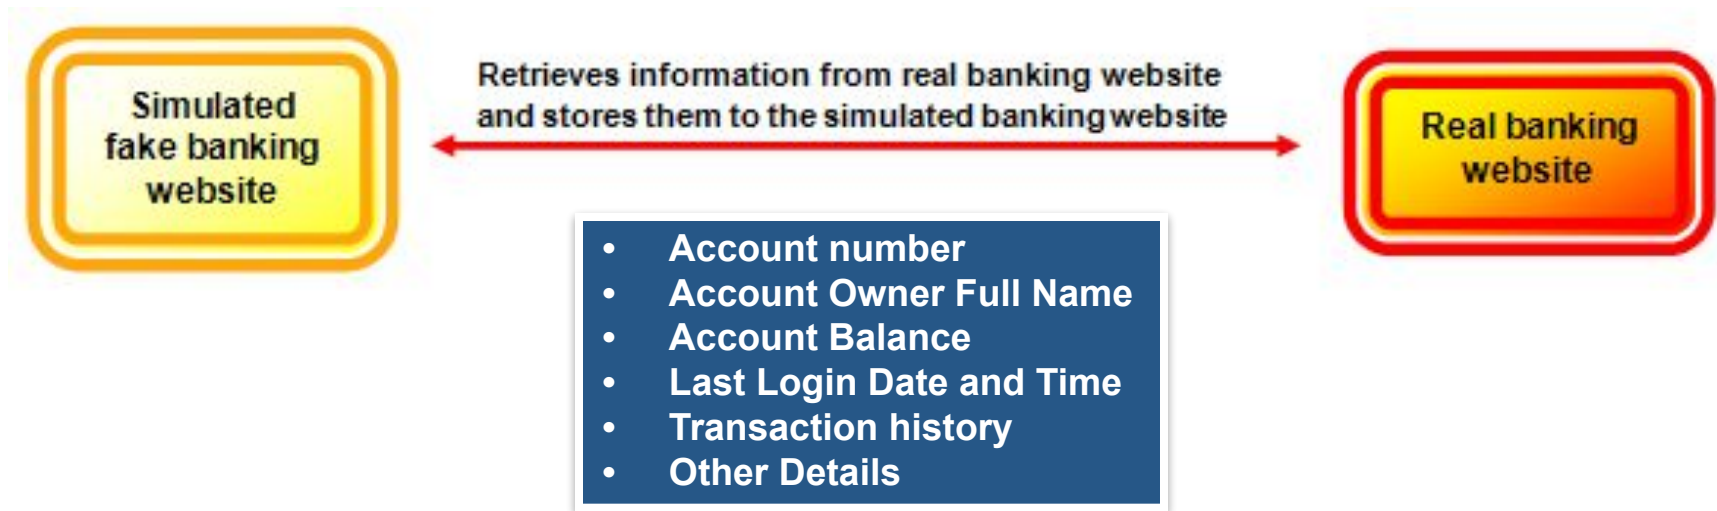 Simulated
fake banking
website
Retrieves information from real banking website
and stores them to the simulated banking website
Real banking
website
• Account number
• Account Owner Full Name
• Account Balance
• Last Login Date and Time
• Transaction history
• Other Details